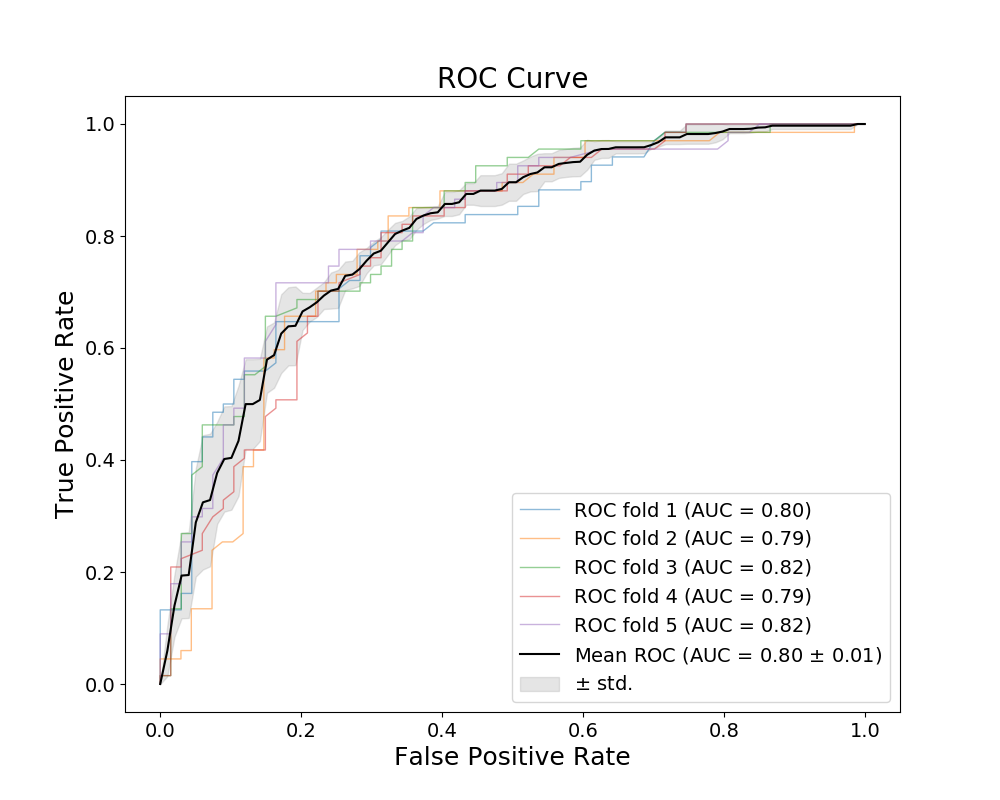 ROC Curve
True Positive Rate
1.0
0.8
0.6
0.4
0.2
0.0
ROC fold 1 (AUC = 0.80)
ROC fold 2 (AUC = 0.79)
ROC fold 3 (AUC = 0.82)
ROC fold 4 (AUC = 0.79)
ROC fold 5 (AUC = 0.82)
Mean ROC (AUC = 0.80 ± 0.01)
± std.
0.0 0.2 0.4 0.6 0.8 1.0
False Positive Rate